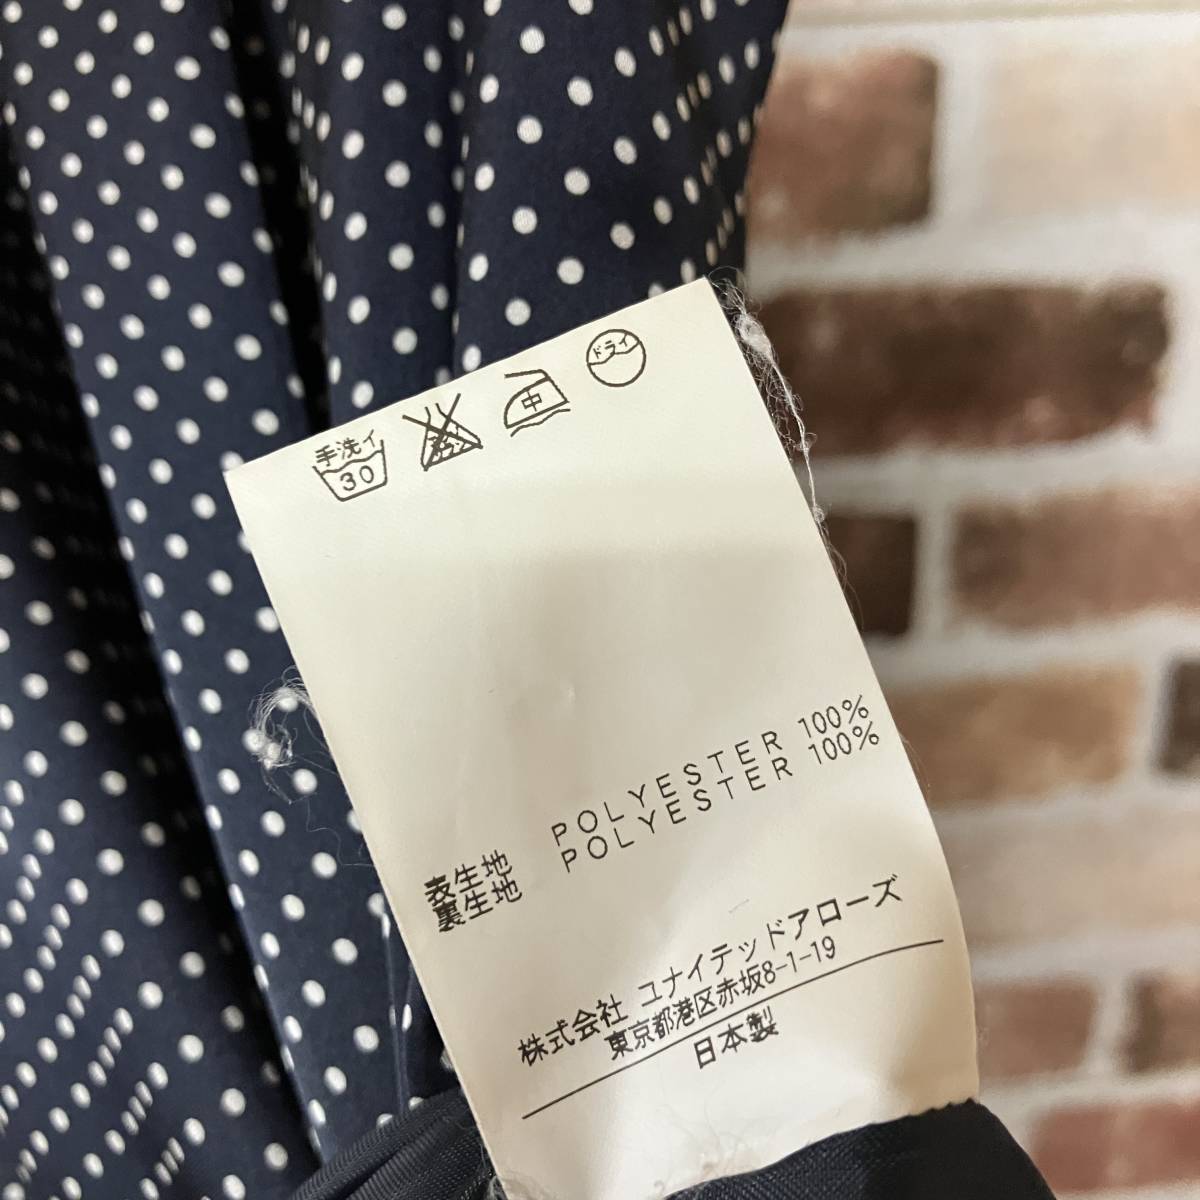 手洗イ
30
中
ドライ
表生地 POLYESTER 100%
裏生地 POLYESTER 100%
株式会社 ユナイテッドアローズ
東京都港区赤坂8-1-19
日本製